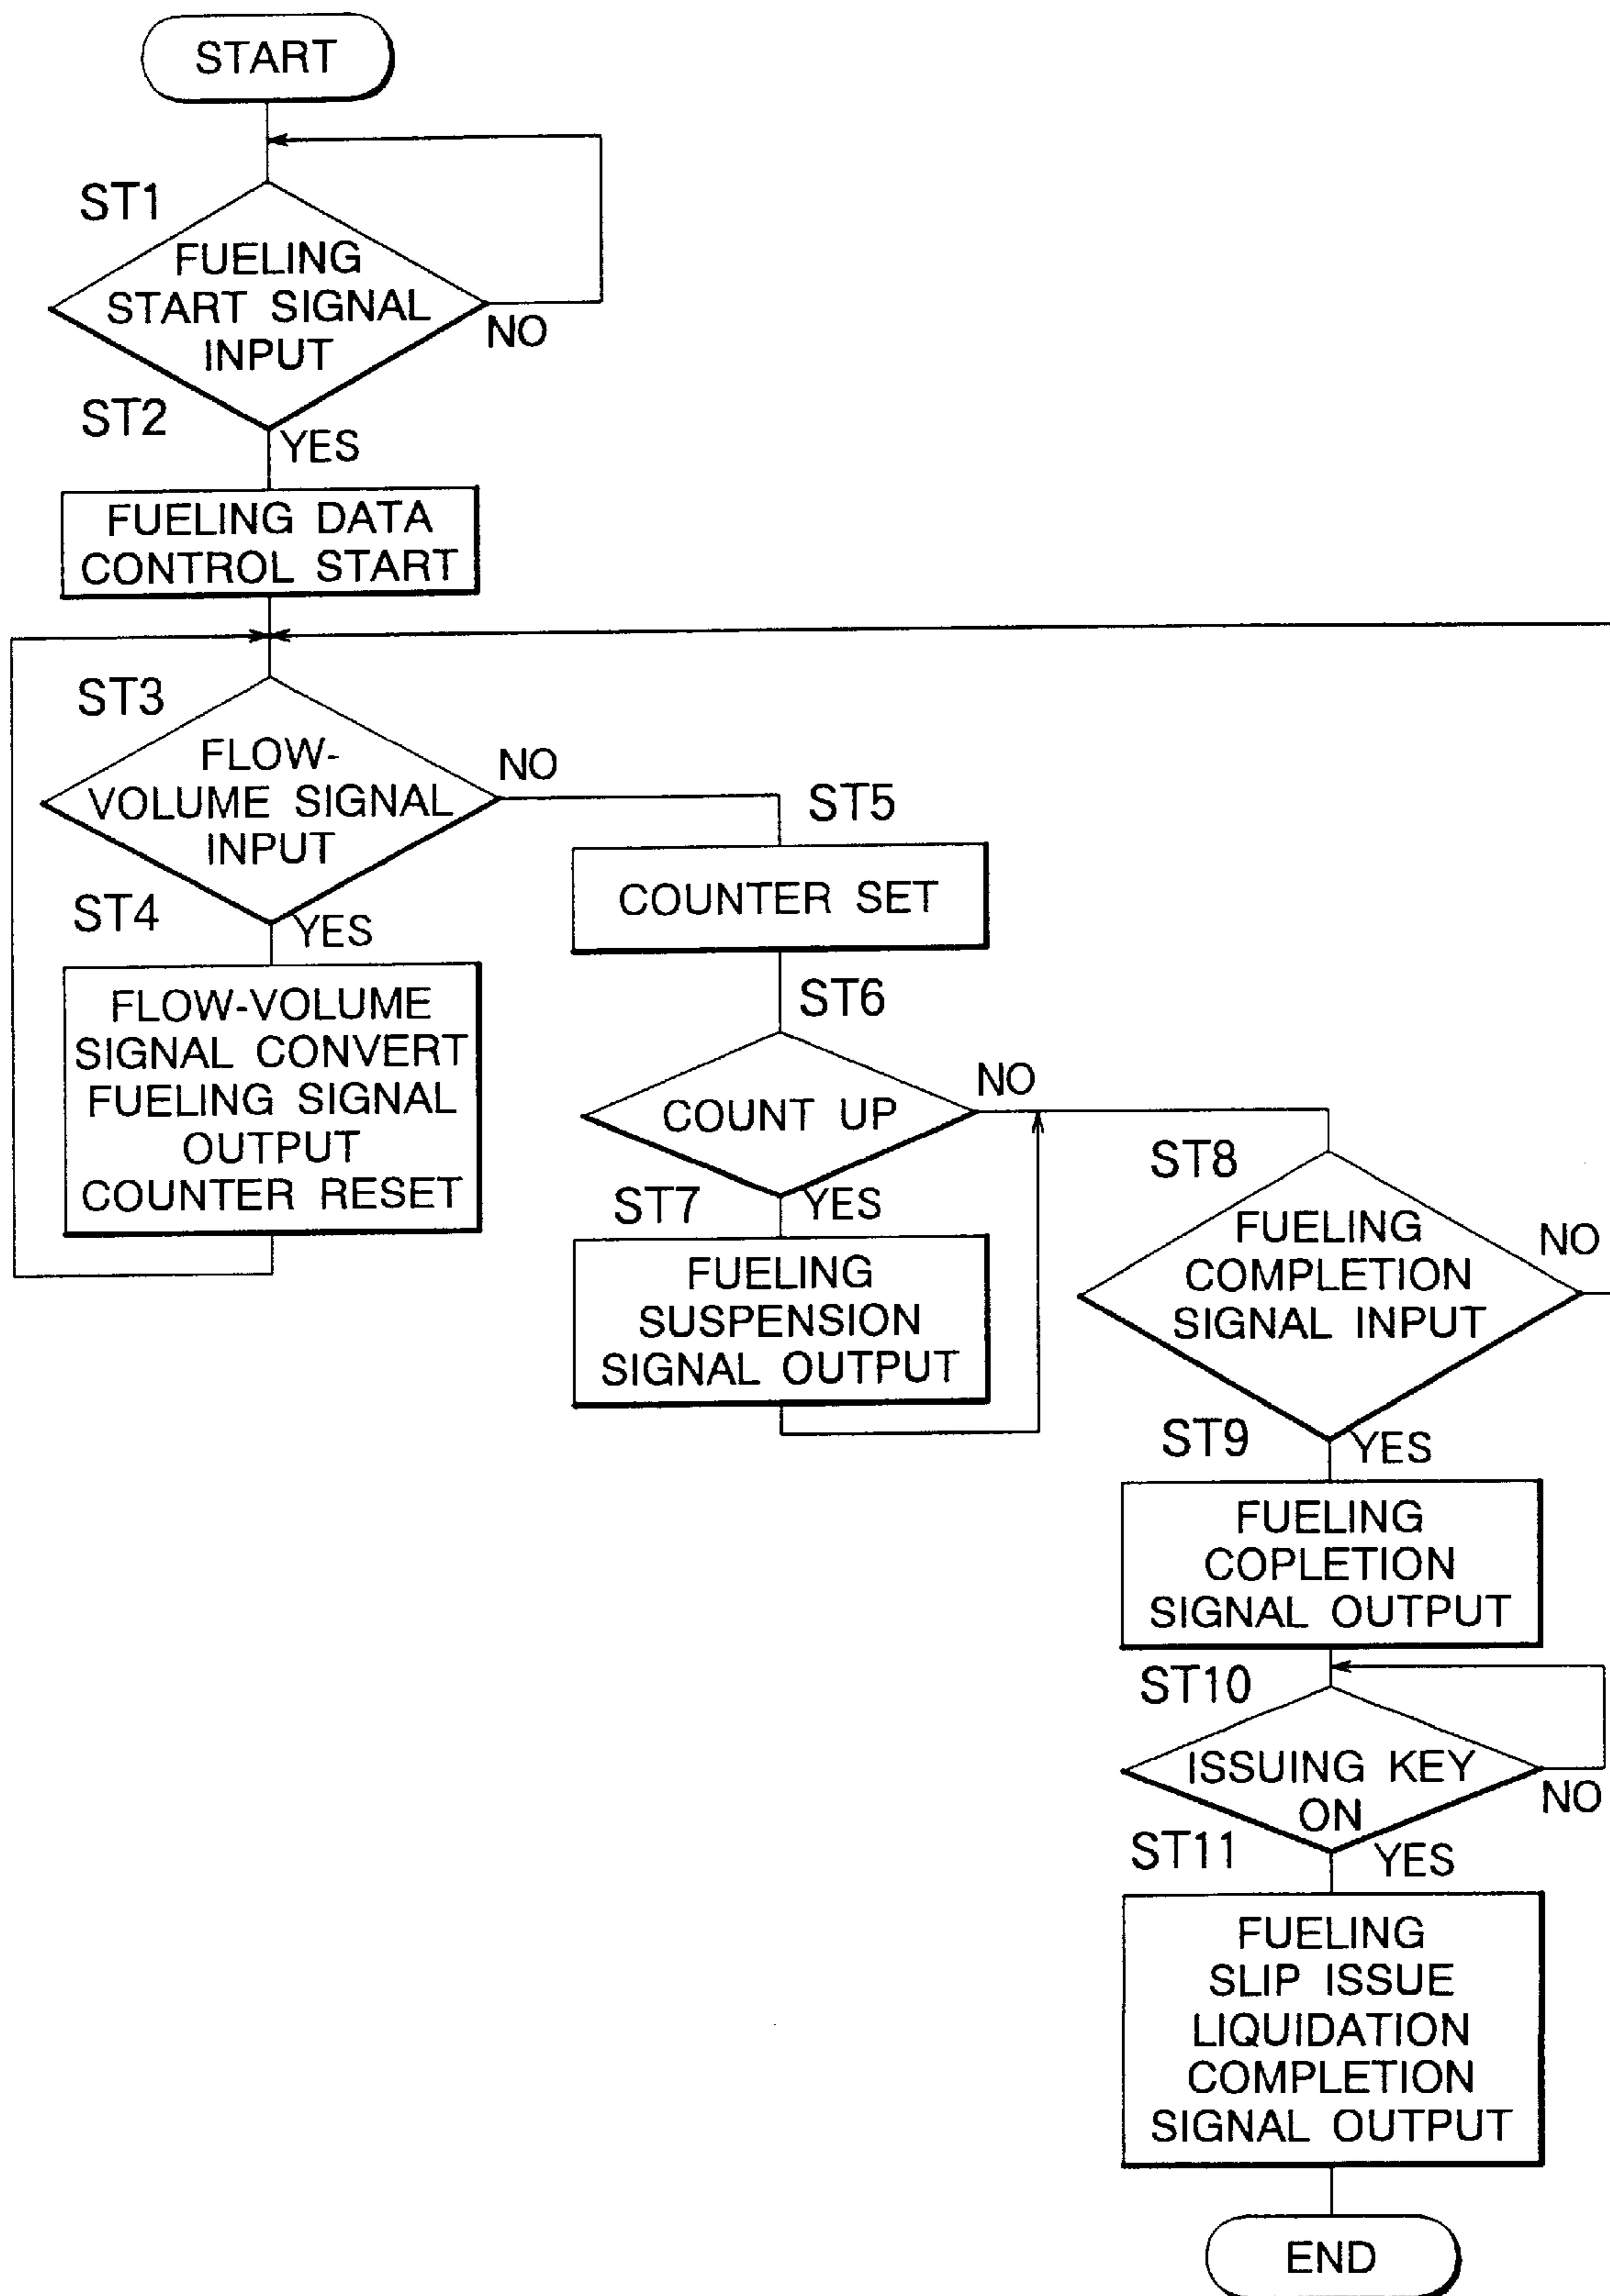 START
ST1
FUELING
START SIGNAL
INPUT
NO
ST2
YES
FUELING DATA
CONTROL START
ST3
FLOW-
VOLUME SIGNAL
INPUT
NO
ST4
YES
FLOW-VOLUME
SIGNAL CONVERT
FUELING SIGNAL
OUTPUT
COUNTER RESET
ST5
COUNTER SET
ST6
COUNT UP
NO
ST7
YES
FUELING
SUSPENSION
SIGNAL OUTPUT
ST8
FUELING
COMPLETION
SIGNAL INPUT
NO
ST9
YES
FUELING
COPLETION
SIGNAL OUTPUT
ST10
ISSUING KEY
ON
NO
ST11
YES
FUELING
SLIP ISSUE
LIQUIDATION
COMPLETION
SIGNAL OUTPUT
END